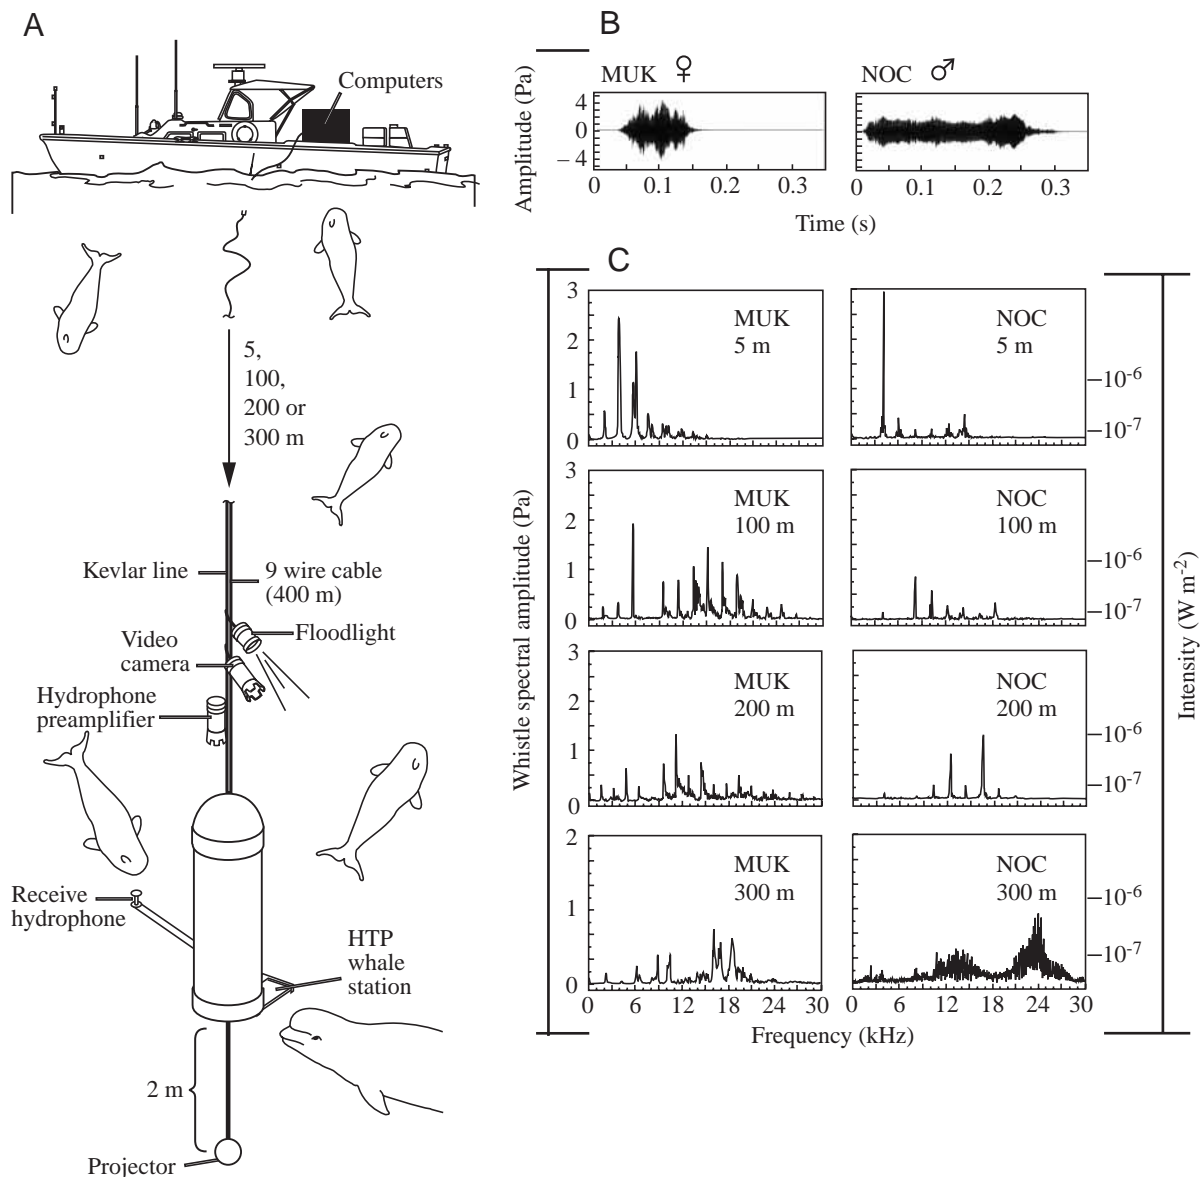 A
Computers
5,
100,
200 or
300 m
Kevlar line
9 wire cable
(400 m)
Floodlight
Video
camera
Hydrophone
preamplifier
Receive
hydrophone
HTP
whale
station
2 m
Projector
B
MUK ♀
NOC ♂
Amplitude (Pa)
4
0
−4
0 0.1 0.2 0.3
0 0.1 0.2 0.3
Time (s)
C
Whistle spectral amplitude (Pa)
3
2
1
0
MUK
5 m
NOC
5 m
10-6
10-7
3
2
1
0
MUK
100 m
NOC
100 m
10-6
10-7
3
2
1
0
MUK
200 m
NOC
200 m
10-6
10-7
2
1
0
MUK
300 m
NOC
300 m
10-6
10-7
0 6 12 18 24 30
0 6 12 18 24 30
Frequency (kHz)
Intensity (W m-2)